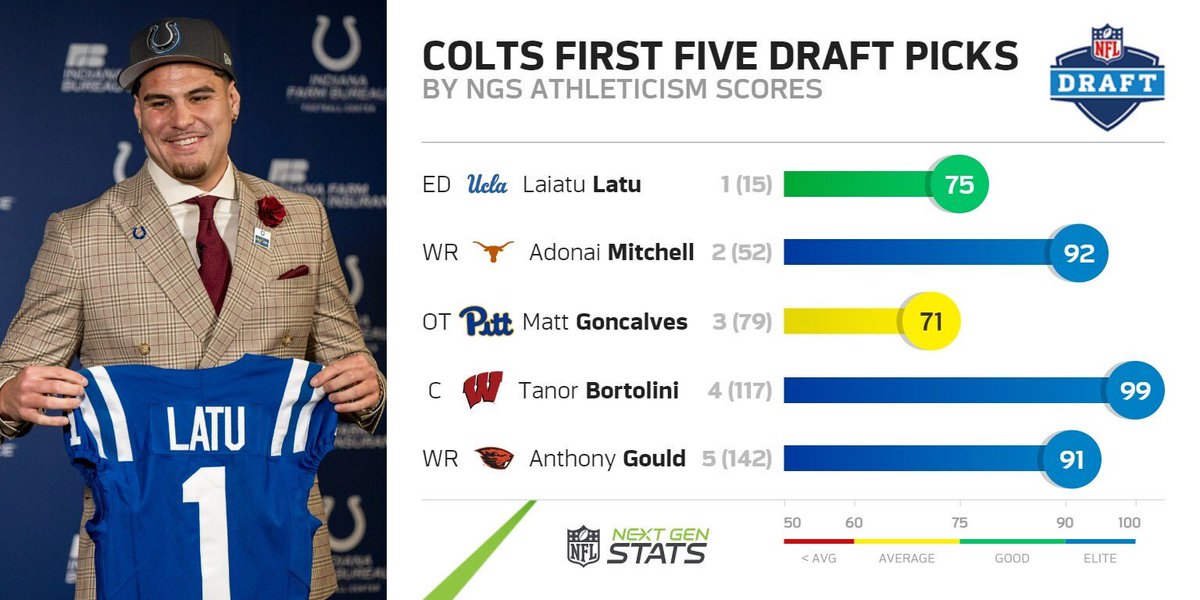 INDIANA
FARM BUREAU
FOOTBALL CENTER
INDIANA
BUREAU
INDIANA FARM
INSURANCE
LATU
1
COLTS FIRST FIVE DRAFT PICKS
BY NGS ATHLETICISM SCORES
NFL
DRAFT
ED Ucla Laiatu Latu 1 (15) 75
WR Adonai Mitchell 2 (52) 92
OT Pitt Matt Goncalves 3 (79) 71
C W Tanor Bortolini 4 (117) 99
WR Anthony Gould 5 (142) 91
NFL NEXT GEN STATS
50 60 75 90 100
< AVG AVERAGE GOOD ELITE